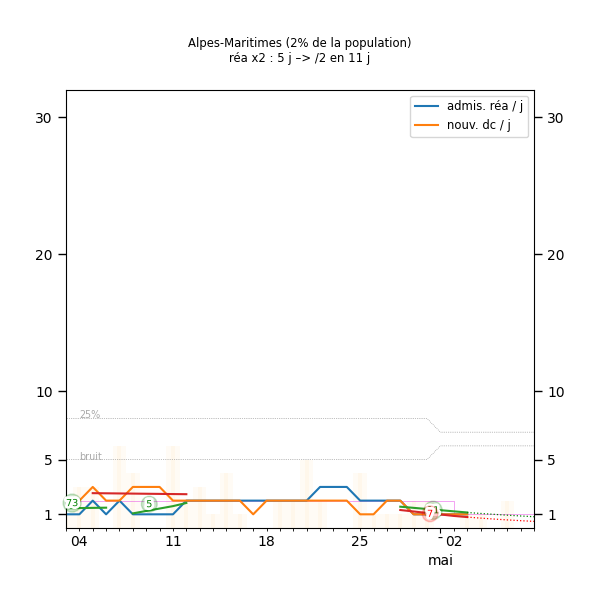 Alpes-Maritimes (2% de la population)
réa x2 : 5 j –> /2 en 11 j
admis. réa / j
nouv. dc / j
30 30
20 20
10 10
25%
bruit
5 5
73 5
1 1
04 11 18 25 02
mai